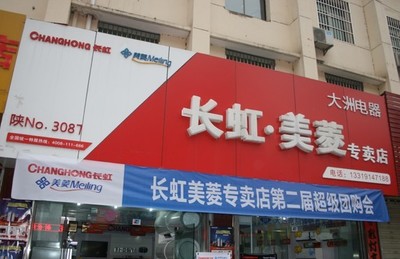 CHANGHONG 长虹
美菱 Meiling
大洲电器
陕No. 3087
长虹·美菱
专卖店
电话：13319147188
CHANGHONG 长虹
美菱 Meiling
长虹美菱专卖店第二届超级团购会